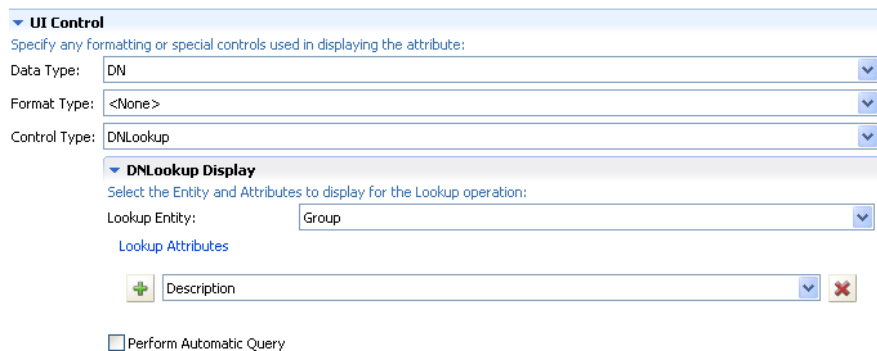 UI Control
Specify any formatting or special controls used in displaying the attribute:
Data Type: DN
Format Type: <None>
Control Type: DNLookup
DNLookup Display
Select the Entity and Attributes to display for the Lookup operation:
Lookup Entity: Group
Lookup Attributes
Description
Perform Automatic Query